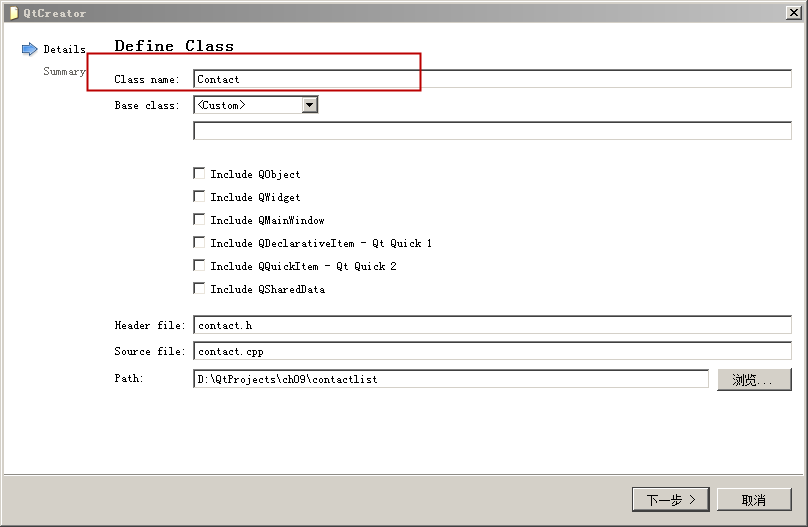 QtCreator
Details
Summary
Define Class
Class name: Contact
Base class: <Custom>
Include QObject
Include QWidget
Include QMainWindow
Include QDeclarativeItem - Qt Quick 1
Include QQuickItem - Qt Quick 2
Include QSharedData
Header file: contact.h
Source file: contact.cpp
Path: D:\QtProjects\ch09\contactlist 浏览...
下一步 > 取消